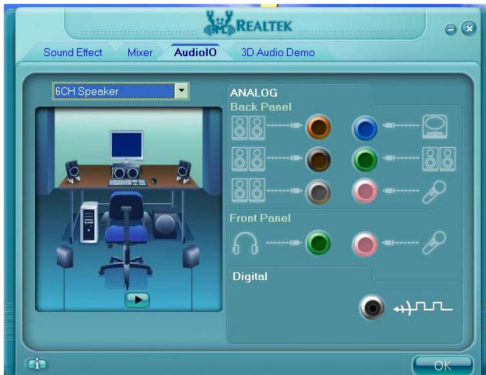 REALTEK
Sound Effect Mixer AudioIO 3D Audio Demo
6CH Speaker
ANALOG
Back Panel
Front Panel
Digital
OK